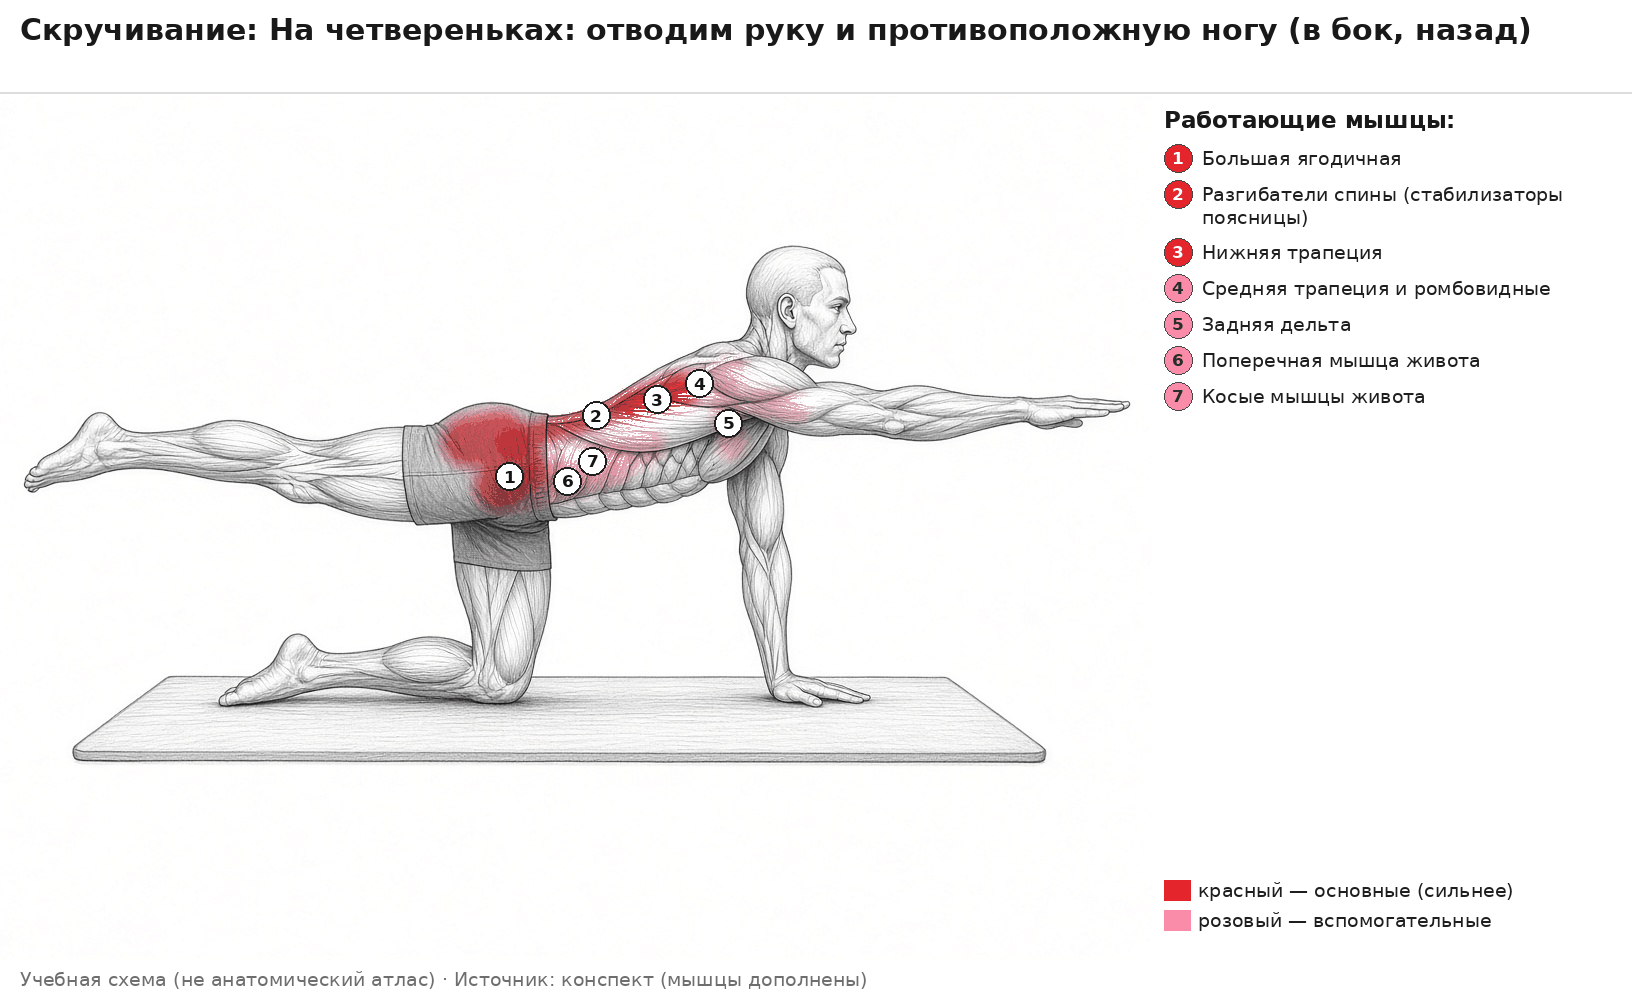 Скручивание: На четвереньках: отводим руку и противоположную ногу (в бок, назад)
Работающие мышцы:
1 Большая ягодичная
2 Разгибатели спины (стабилизаторы
поясницы)
3 Нижняя трапеция
4 Средняя трапеция и ромбовидные
5 Задняя дельта
6 Поперечная мышца живота
7 Косые мышцы живота
4
3
2
5
7
1
6
красный — основные (сильнее)
розовый — вспомогательные
Учебная схема (не анатомический атлас) · Источник: конспект (мышцы дополнены)